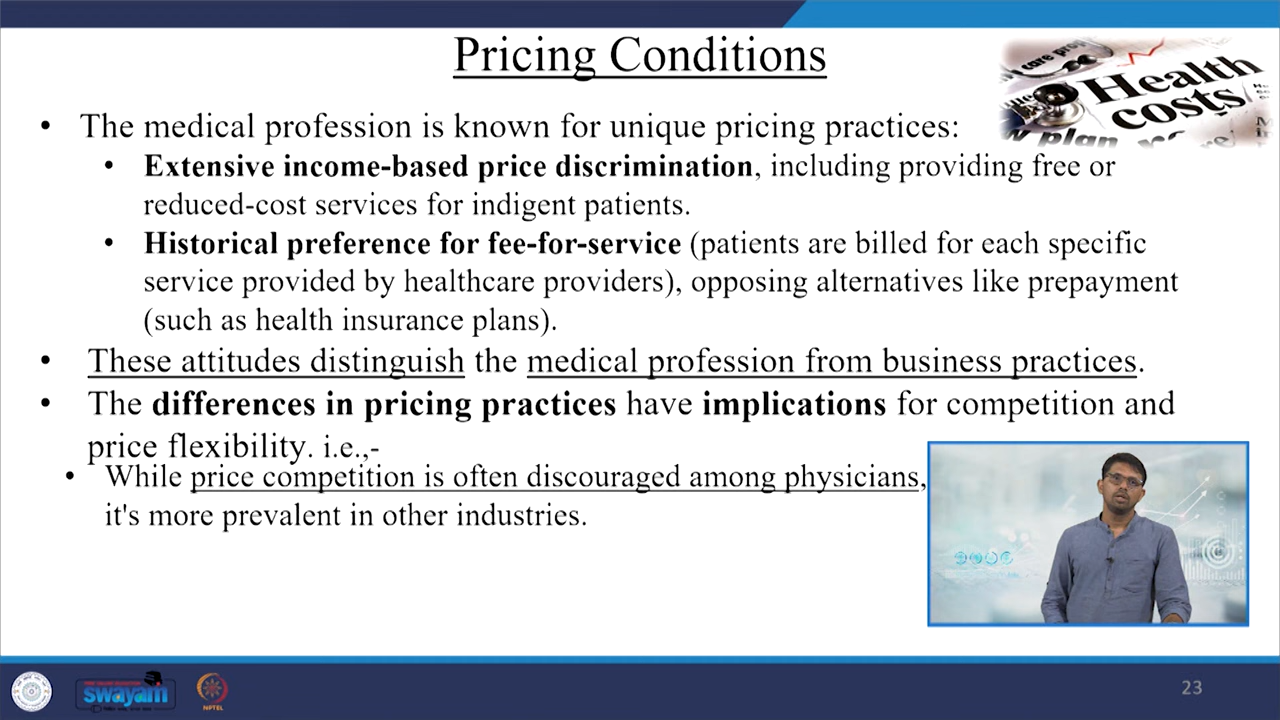 Pricing Conditions
care pro
Health
costs
w plan
• The medical profession is known for unique pricing practices:
• Extensive income-based price discrimination, including providing free or
reduced-cost services for indigent patients.
• Historical preference for fee-for-service (patients are billed for each specific
service provided by healthcare providers), opposing alternatives like prepayment
(such as health insurance plans).
• These attitudes distinguish the medical profession from business practices.
• The differences in pricing practices have implications for competition and
price flexibility. i.e.,-
• While price competition is often discouraged among physicians,
it's more prevalent in other industries.
swayam
NPTEL
23